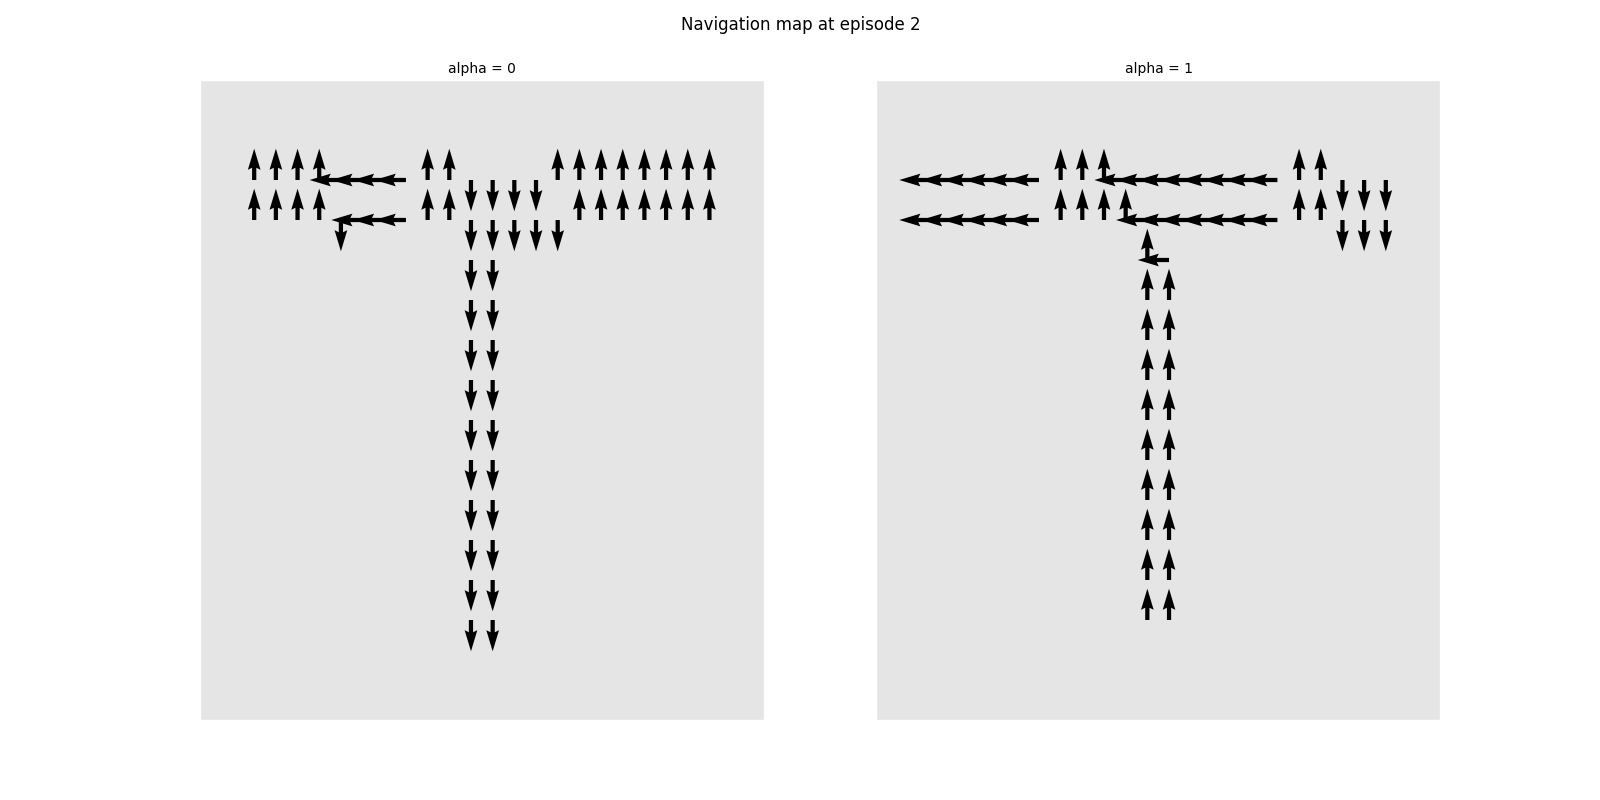 Navigation map at episode 2
alpha = 0
alpha = 1